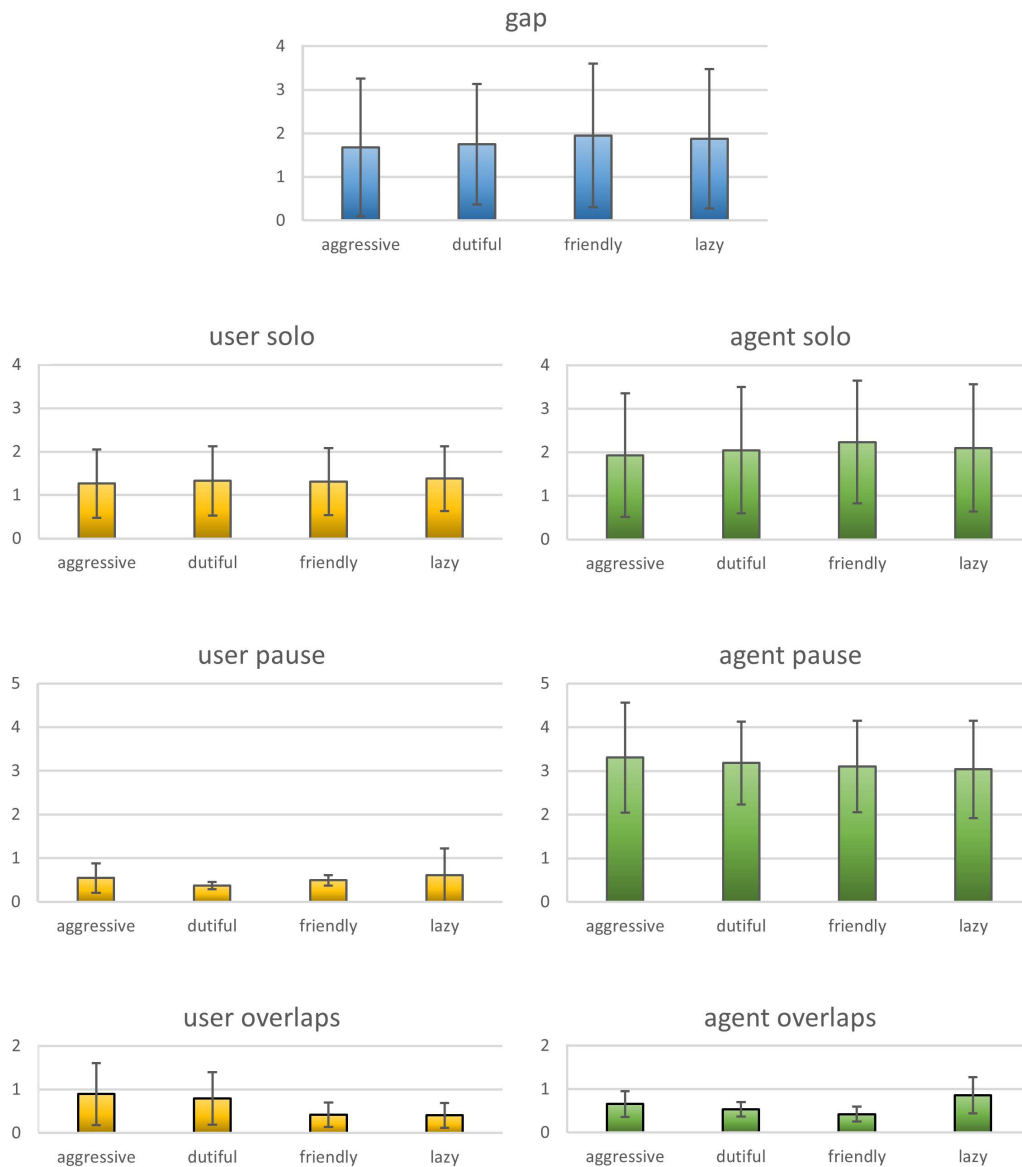 gap
4
3
2
1
0
aggressive dutiful friendly lazy
user solo
4
3
2
1
0
aggressive dutiful friendly lazy
agent solo
4
3
2
1
0
aggressive dutiful friendly lazy
user pause
5
4
3
2
1
0
aggressive dutiful friendly lazy
agent pause
5
4
3
2
1
0
aggressive dutiful friendly lazy
user overlaps
2
1
0
aggressive dutiful friendly lazy
agent overlaps
2
1
0
aggressive dutiful friendly lazy